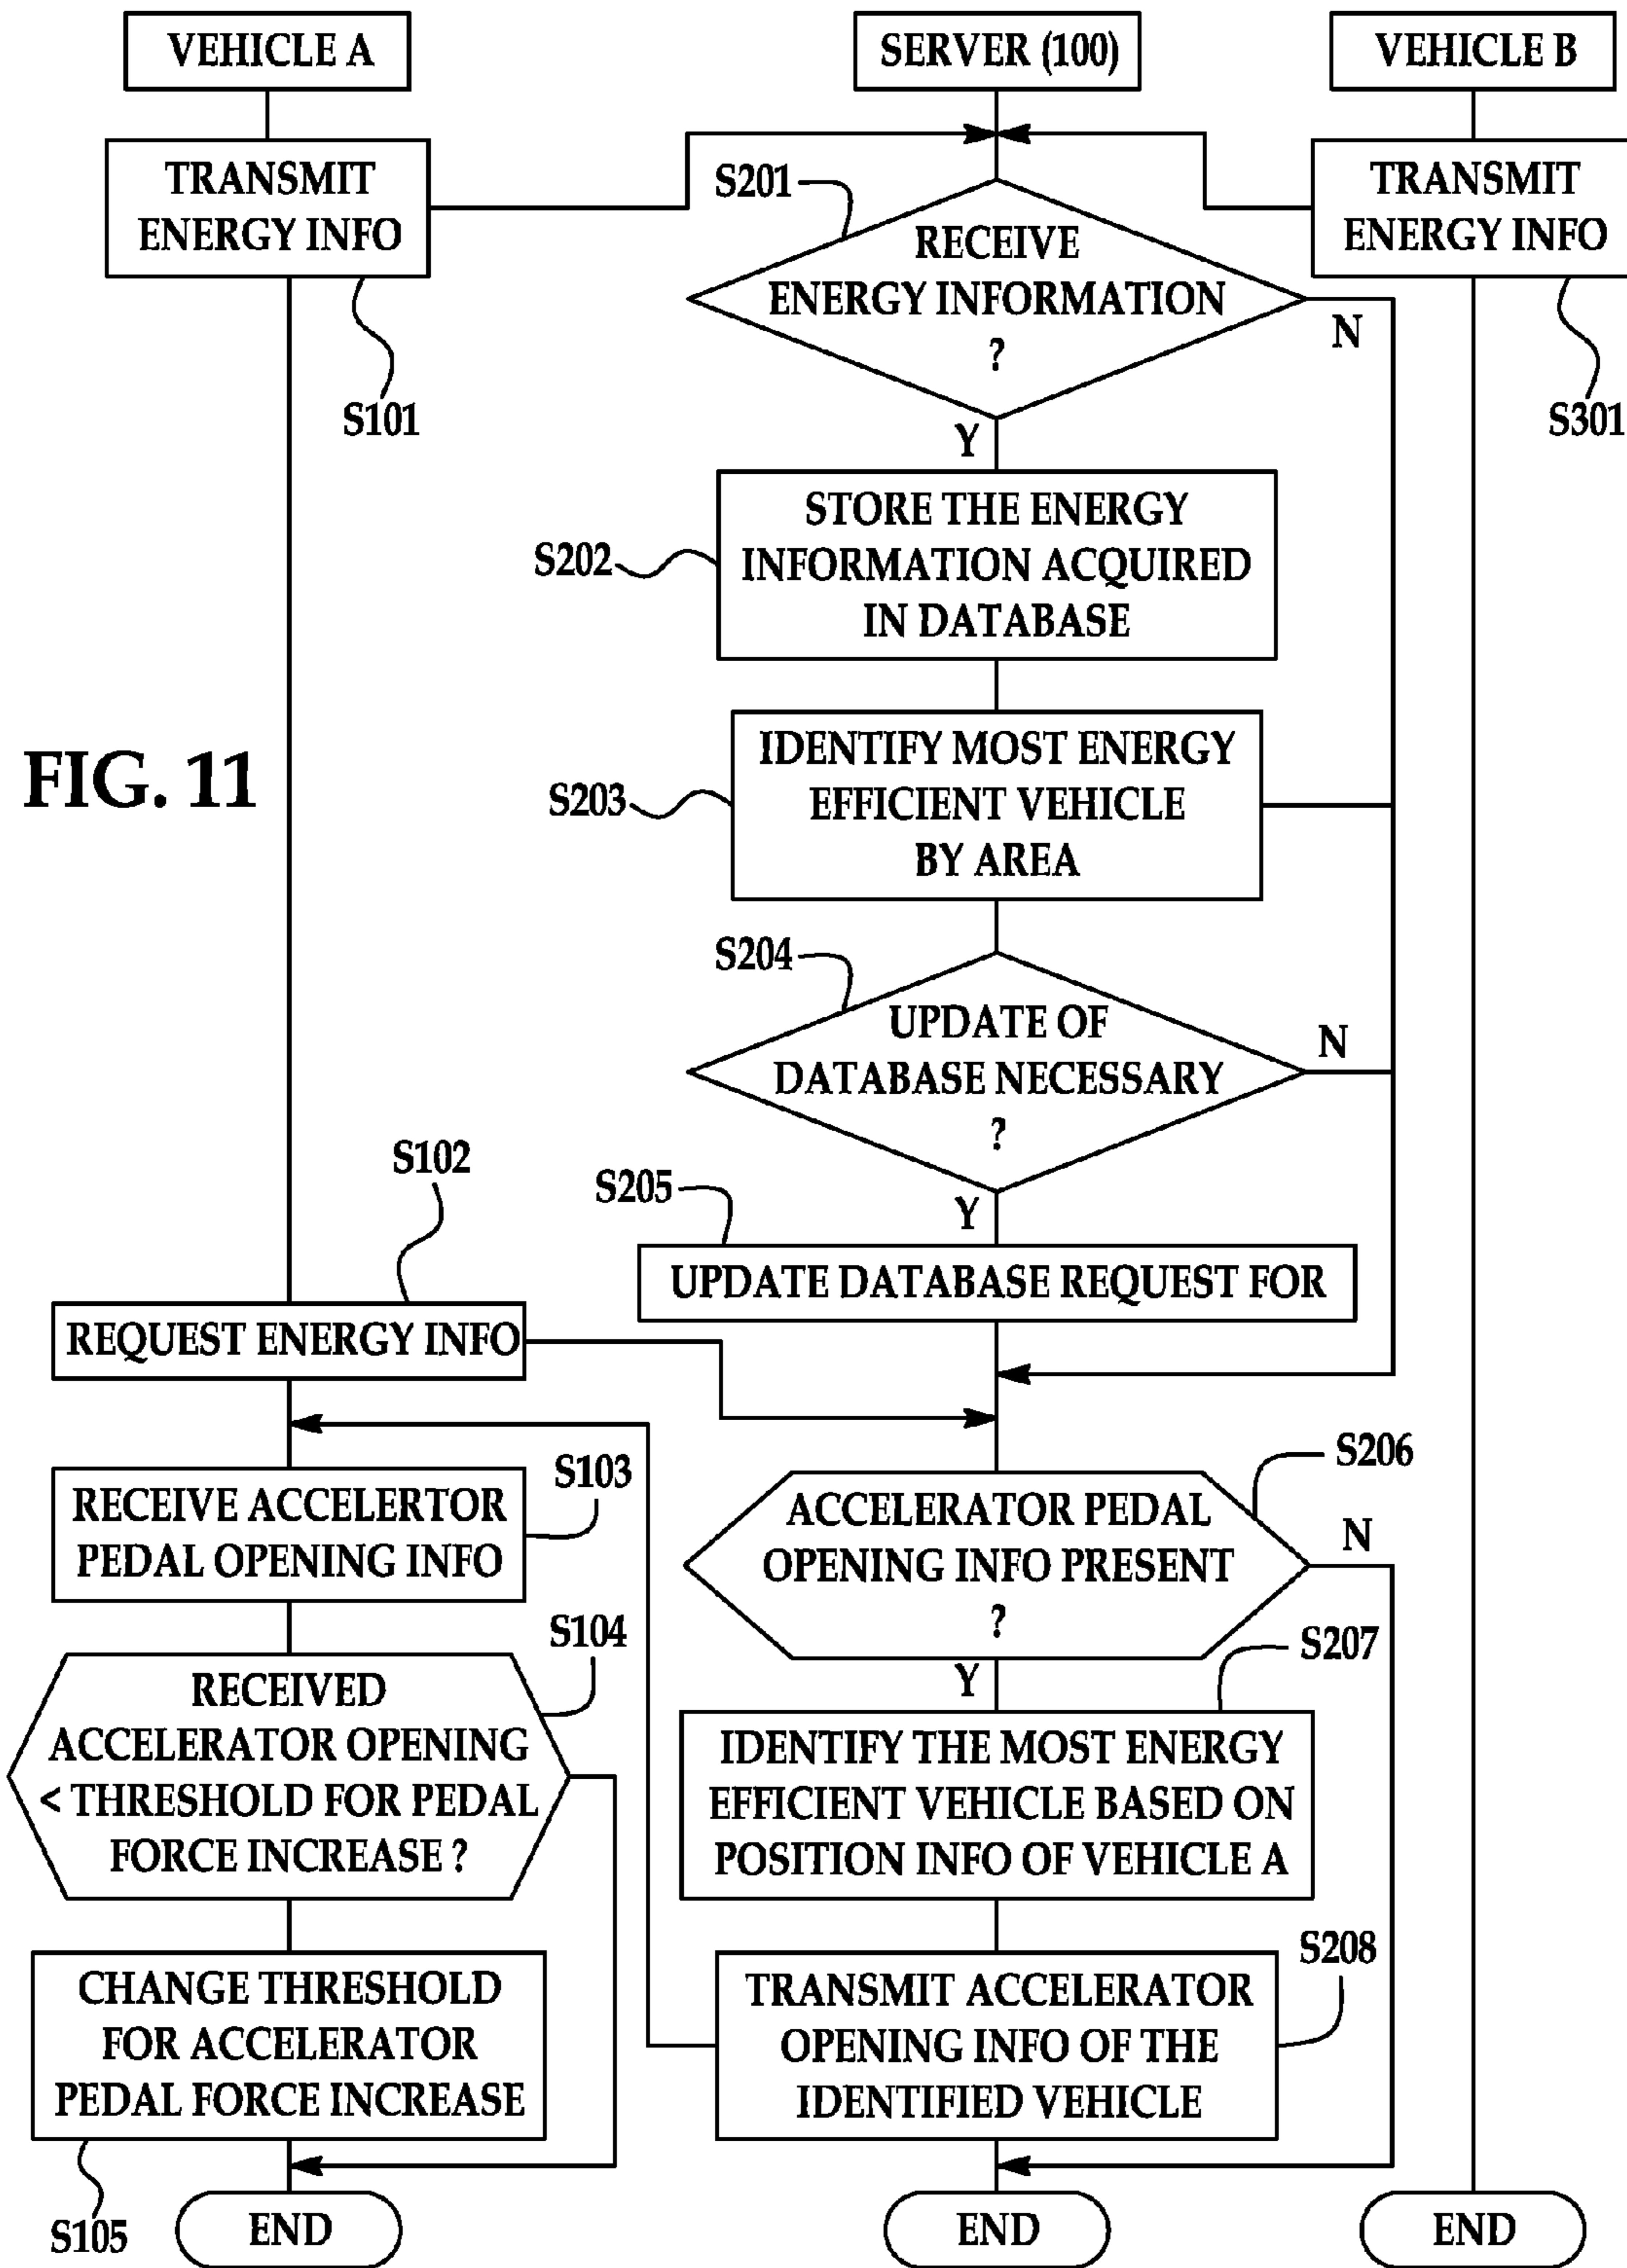 VEHICLE A
SERVER (100)
VEHICLE B
TRANSMIT
ENERGY INFO
S101
S201
RECEIVE
ENERGY INFORMATION
?
N
Y
TRANSMIT
ENERGY INFO
S301
S202
STORE THE ENERGY
INFORMATION ACQUIRED
IN DATABASE
FIG. 11
S203
IDENTIFY MOST ENERGY
EFFICIENT VEHICLE
BY AREA
S204
UPDATE OF
DATABASE NECESSARY
?
N
Y
S205
UPDATE DATABASE REQUEST FOR
S102
REQUEST ENERGY INFO
S103
RECEIVE ACCELERTOR
PEDAL OPENING INFO
S206
ACCELERATOR PEDAL
OPENING INFO PRESENT
?
N
Y
S104
RECEIVED
ACCELERATOR OPENING
< THRESHOLD FOR PEDAL
FORCE INCREASE ?
S207
IDENTIFY THE MOST ENERGY
EFFICIENT VEHICLE BASED ON
POSITION INFO OF VEHICLE A
CHANGE THRESHOLD
FOR ACCELERATOR
PEDAL FORCE INCREASE
S105
S208
TRANSMIT ACCELERATOR
OPENING INFO OF THE
IDENTIFIED VEHICLE
END
END
END